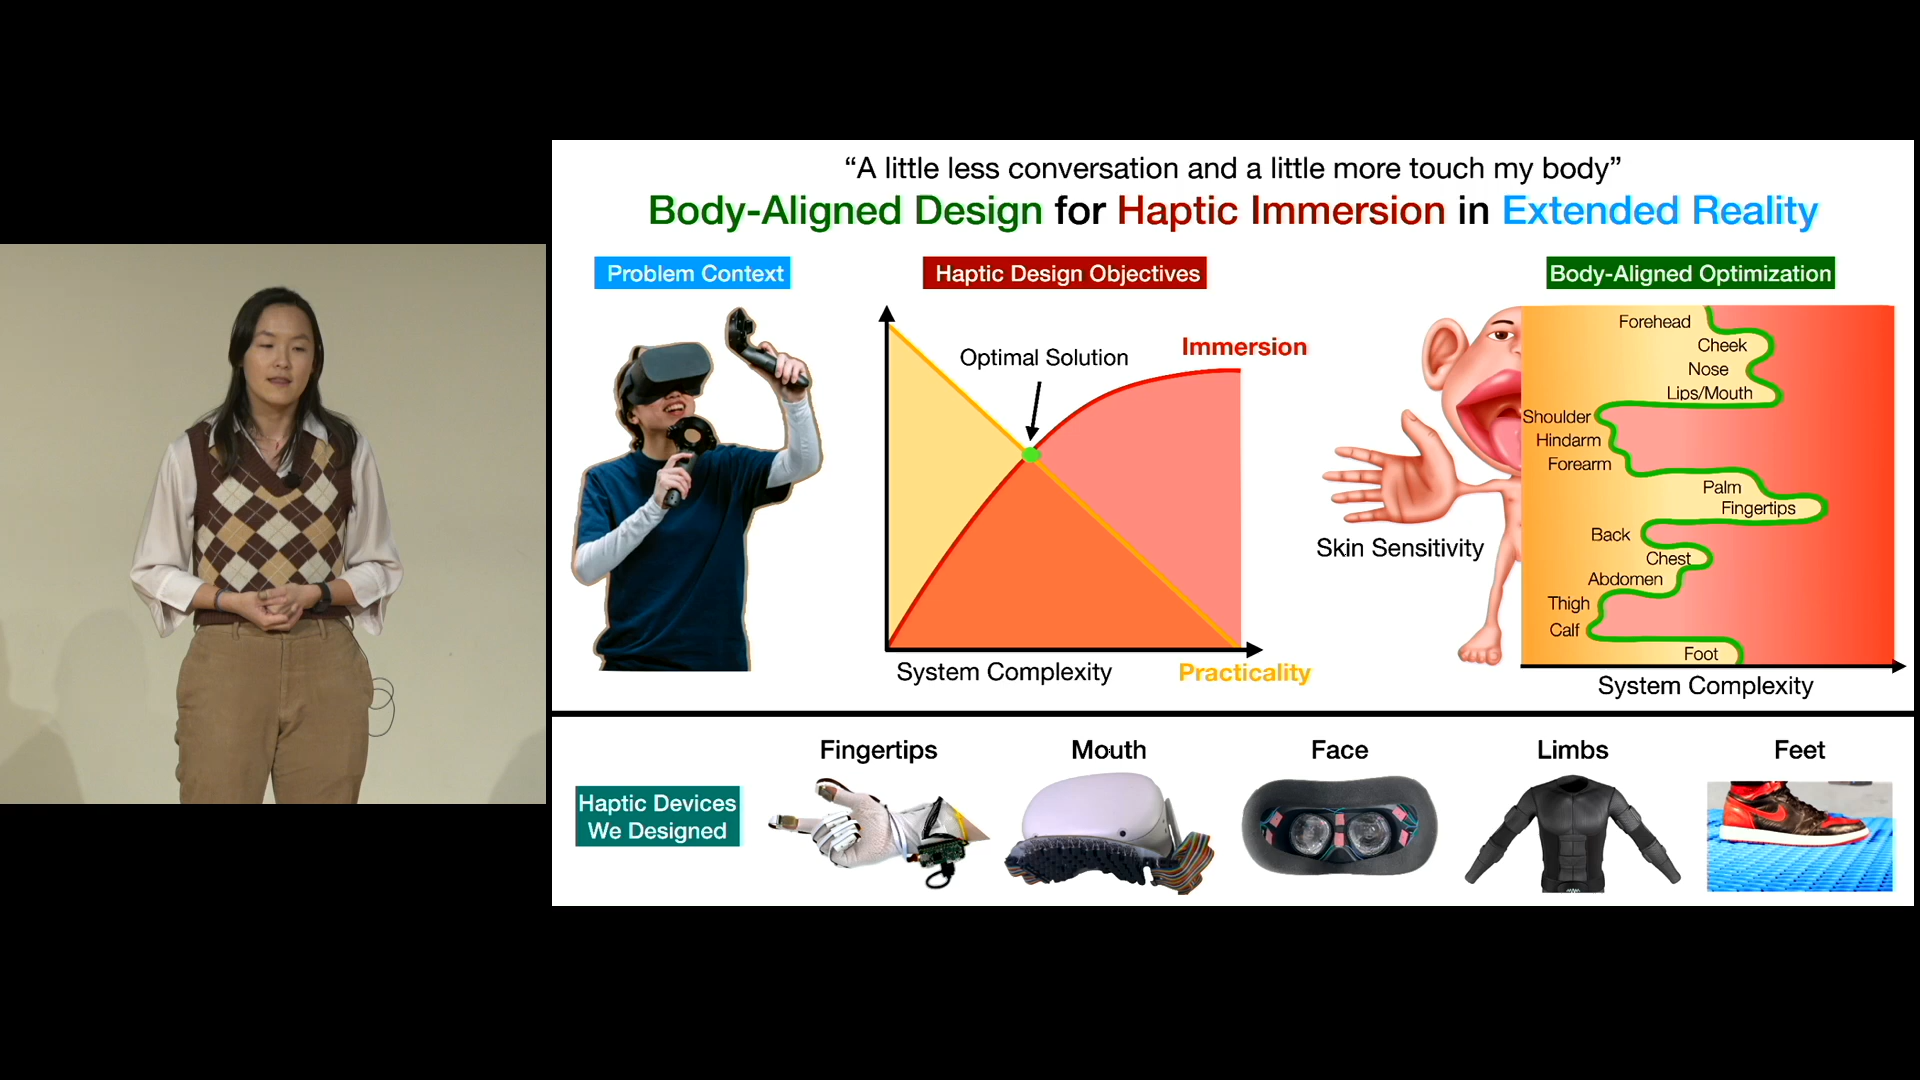 “A little less conversation and a little more touch my body”
Body-Aligned Design for Haptic Immersion in Extended Reality
Problem Context
Haptic Design Objectives
Optimal Solution
Immersion
System Complexity
Practicality
Body-Aligned Optimization
Skin Sensitivity
Forehead
Cheek
Nose
Lips/Mouth
Shoulder
Hindarm
Forearm
Palm
Fingertips
Back
Chest
Abdomen
Thigh
Calf
Foot
System Complexity
Haptic Devices
We Designed
Fingertips
Mouth
Face
Limbs
Feet